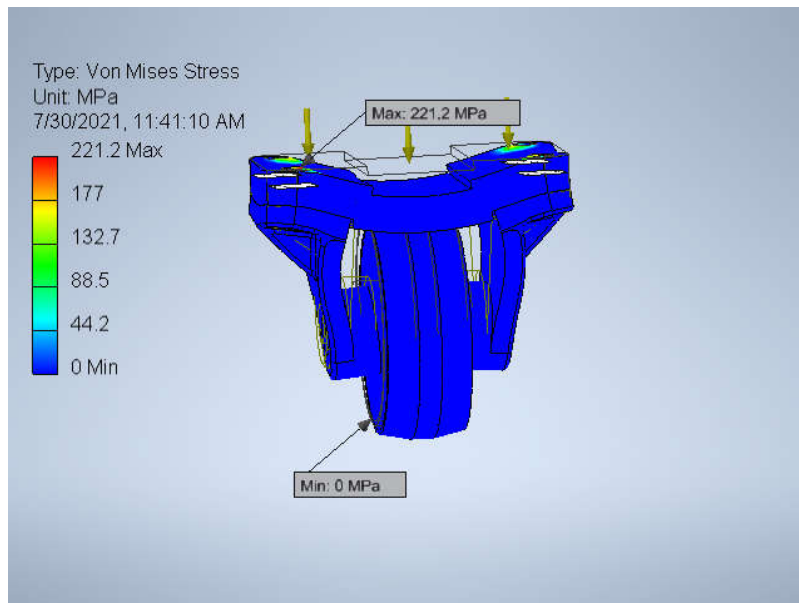 Type: Von Mises Stress
Unit: MPa
7/30/2021, 11:41:10 AM
221.2 Max
177
132.7
88.5
44.2
0 Min
Max: 221,2 MPa
Min: 0 MPa